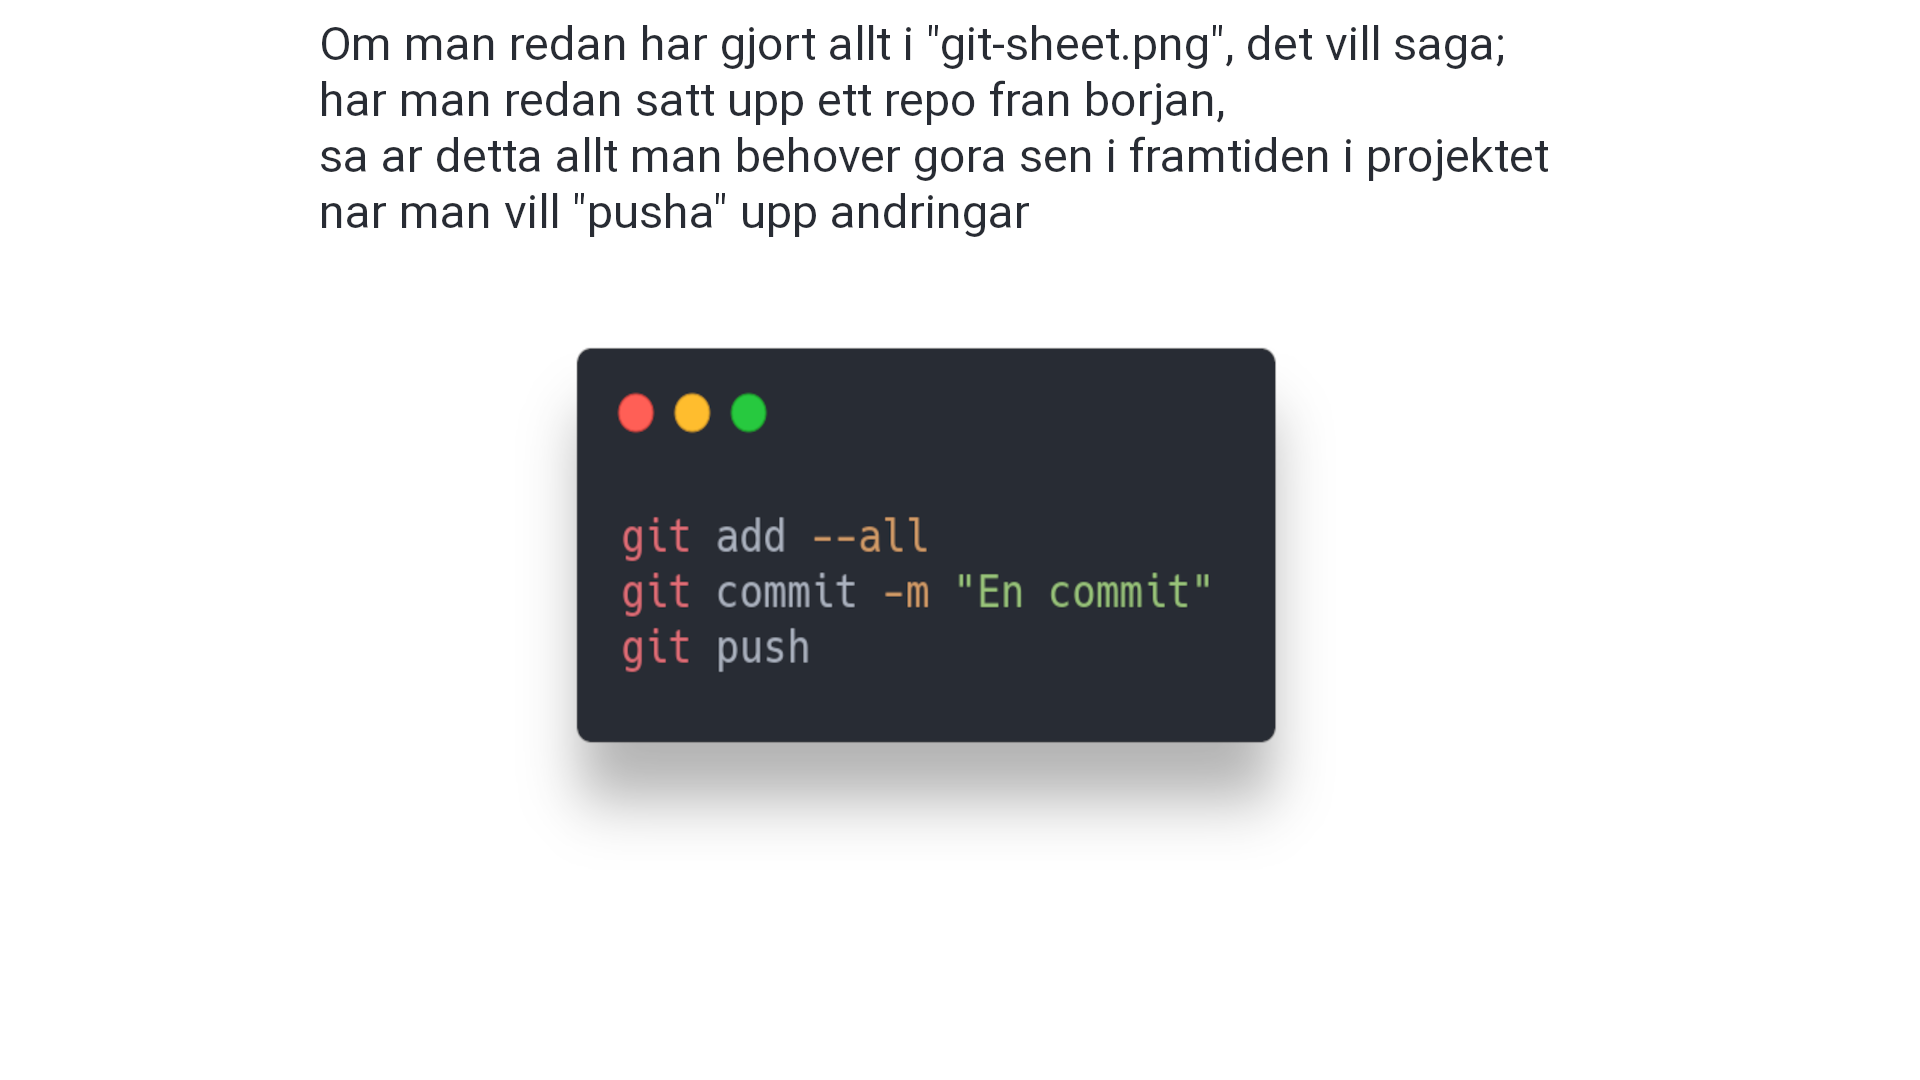 Om man redan har gjort allt i "git-sheet.png", det vill saga;
har man redan satt upp ett repo fran borjan,
sa ar detta allt man behover gora sen i framtiden i projektet
nar man vill "pusha" upp andringar
git add --all
git commit -m "En commit"
git push